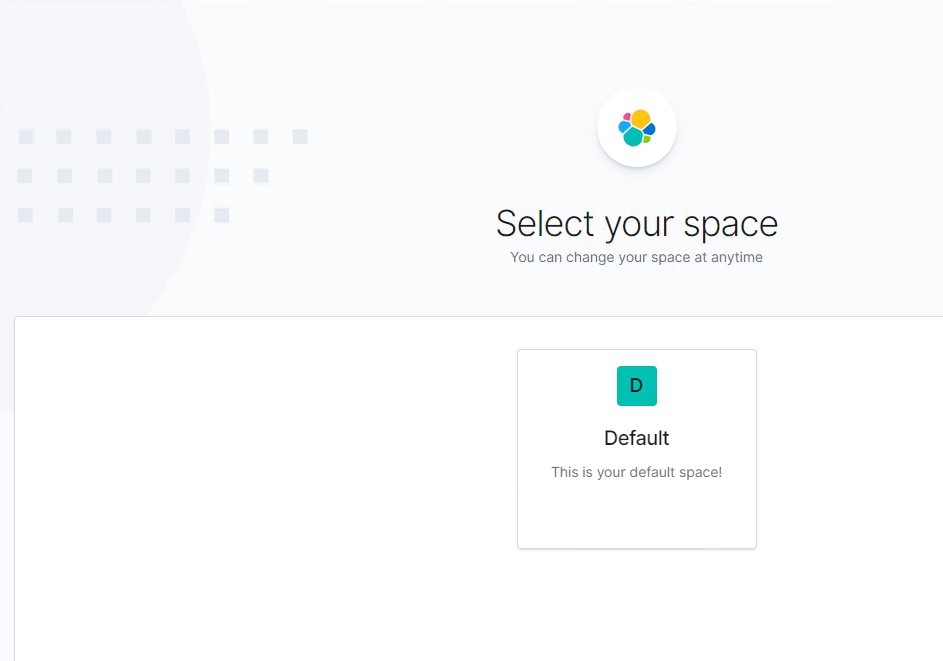 Select your space
You can change your space at anytime
D
Default
This is your default space!